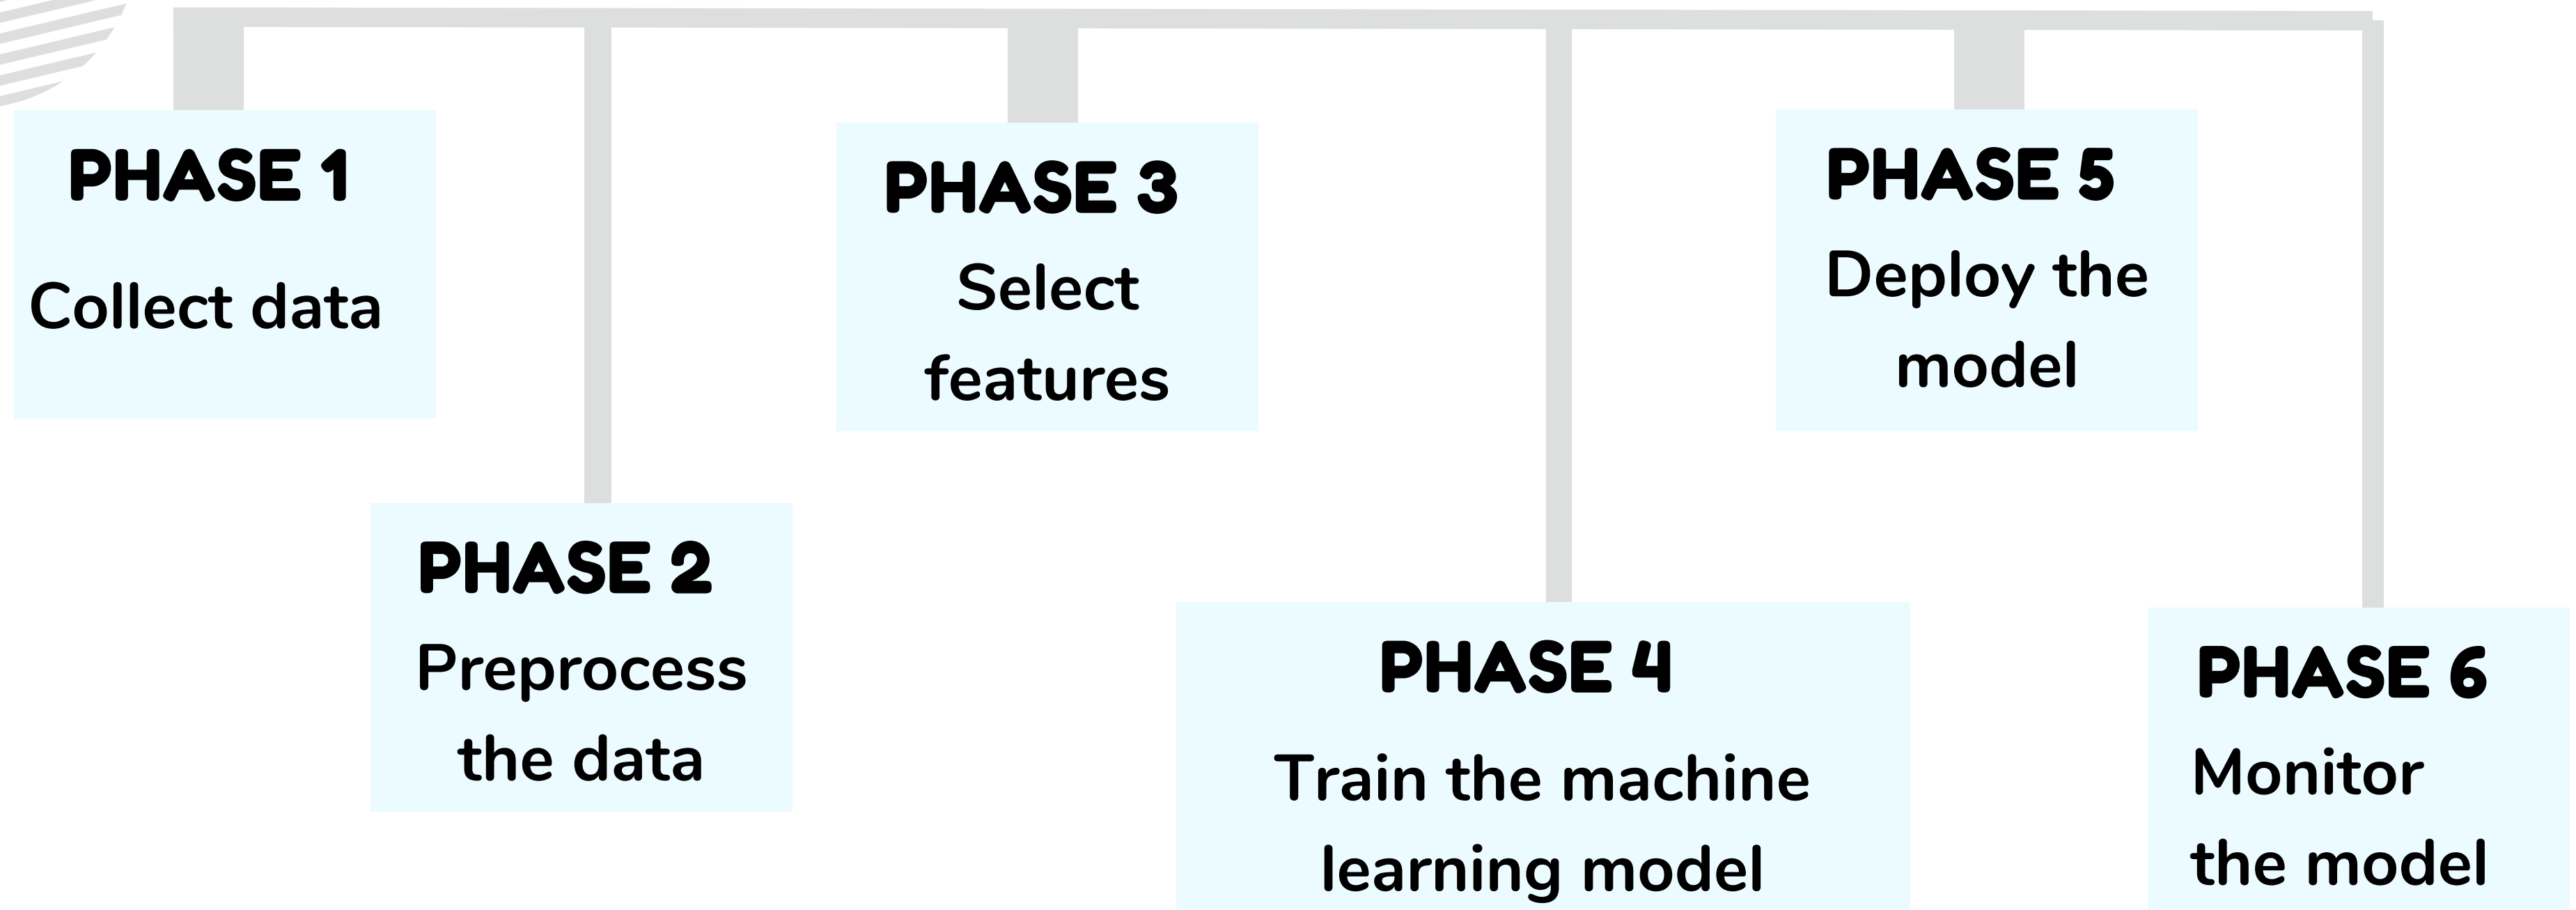 PHASE 1
Collect data
PHASE 2
Preprocess
the data
PHASE 3
Select
features
PHASE 4
Train the machine
learning model
PHASE 5
Deploy the
model
PHASE 6
Monitor
the model